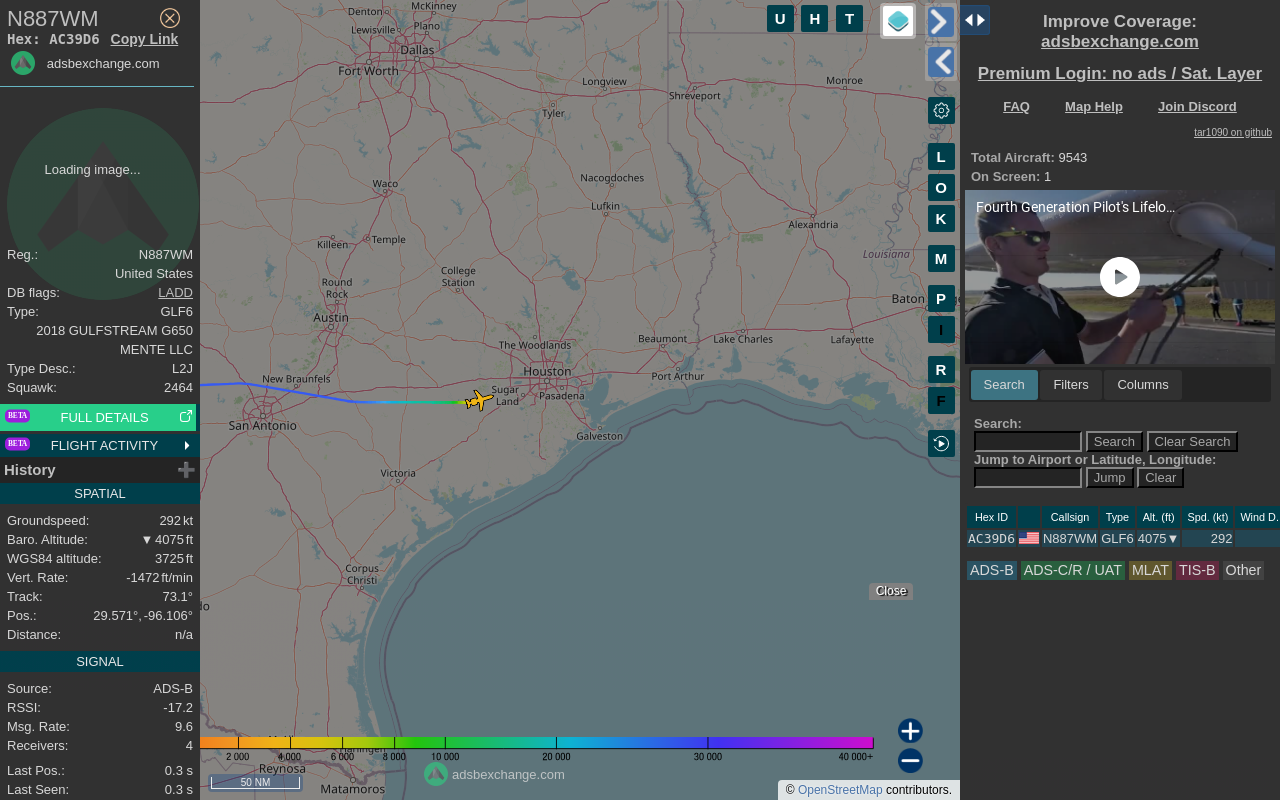 N887WM
Hex: AC39D6 Copy Link
adsbexchange.com
Loading image...
Reg.: N887WM
United States
DB flags: LADD
Type: GLF6
2018 GULFSTREAM G650
MENTE LLC
Type Desc.: L2J
Squawk: 2464
BETA FULL DETAILS
BETA FLIGHT ACTIVITY
History
SPATIAL
Groundspeed: 292 kt
Baro. Altitude: ▼ 4075 ft
WGS84 altitude: 3725 ft
Vert. Rate: -1472 ft/min
Track: 73.1°
Pos.: 29.571°, -96.106°
Distance: n/a
SIGNAL
Source: ADS-B
RSSI: -17.2
Msg. Rate: 9.6
Receivers: 4
Last Pos.: 0.3 s
Last Seen: 0.3 s
McKinney
Denton
Lewisville Plano
Dallas
Fort Worth
Longview
Monroe
Shreveport
Tyler
Waco
Nacogdoches
Lufkin
Alexandria
Killeen Temple
Louisiana
College
Station
Round
Rock
Austin
Baton
Beaumont Lake Charles Lafayette
The Woodlands
Houston
Port Arthur
New Braunfels
Sugar
Land
Pasadena
San Antonio
Galveston
Victoria
Corpus
Christi
Reynosa
Matamoros
U H T
L
O
K
M
P
I
R
F
Close
2 000 4 000 6 000 8 000 10 000 20 000 30 000 40 000+
50 NM
adsbexchange.com
© OpenStreetMap contributors.
Improve Coverage:
adsbexchange.com
Premium Login: no ads / Sat. Layer
FAQ Map Help Join Discord
tar1090 on github
Total Aircraft: 9543
On Screen: 1
Fourth Generation Pilot's Lifelo...
Search Filters Columns
Search:
Search Clear Search
Jump to Airport or Latitude, Longitude:
Jump Clear
Hex ID Callsign Type Alt. (ft) Spd. (kt) Wind D.
AC39D6 N887WM GLF6 4075▼ 292
ADS-B ADS-C/R / UAT MLAT TIS-B Other